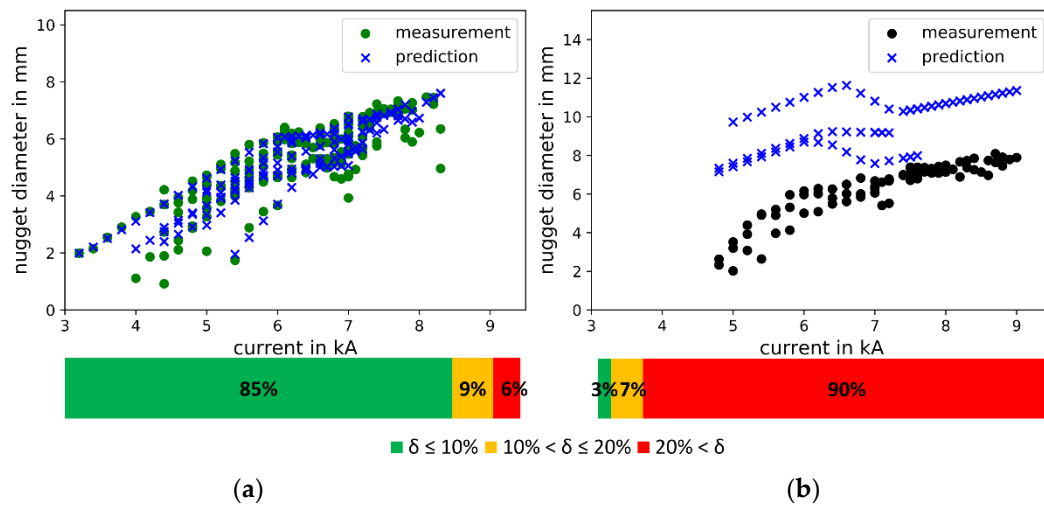 measurement
prediction
nugget diameter in mm
10
8
6
4
2
0
3 4 5 6 7 8 9
current in kA
85% 9% 6%
measurement
prediction
nugget diameter in mm
14
12
10
8
6
4
2
0
3 4 5 6 7 8 9
current in kA
3% 7% 90%
δ ≤ 10% 10% < δ ≤ 20% 20% < δ
(a) (b)